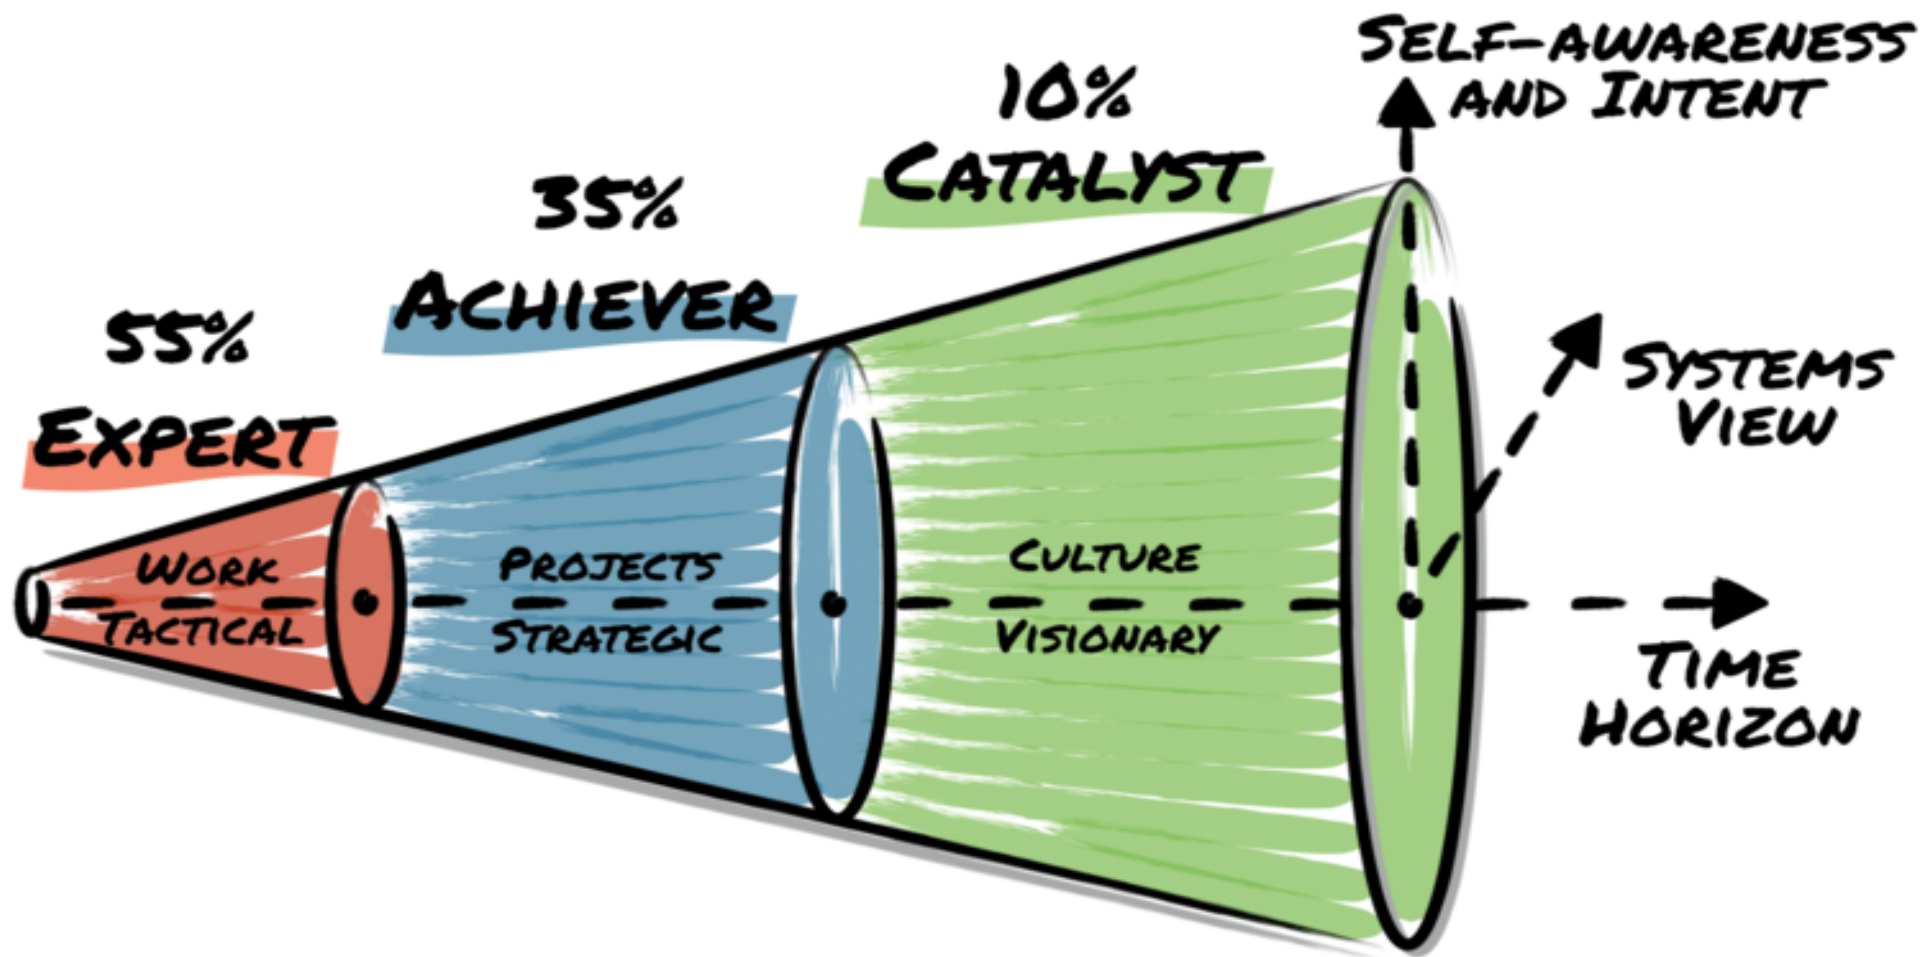 55%
EXPERT
35%
ACHIEVER
10%
CATALYST
SELF-AWARENESS
AND INTENT
SYSTEMS
VIEW
TIME
HORIZON
WORK
TACTICAL
PROJECTS
STRATEGIC
CULTURE
VISIONARY